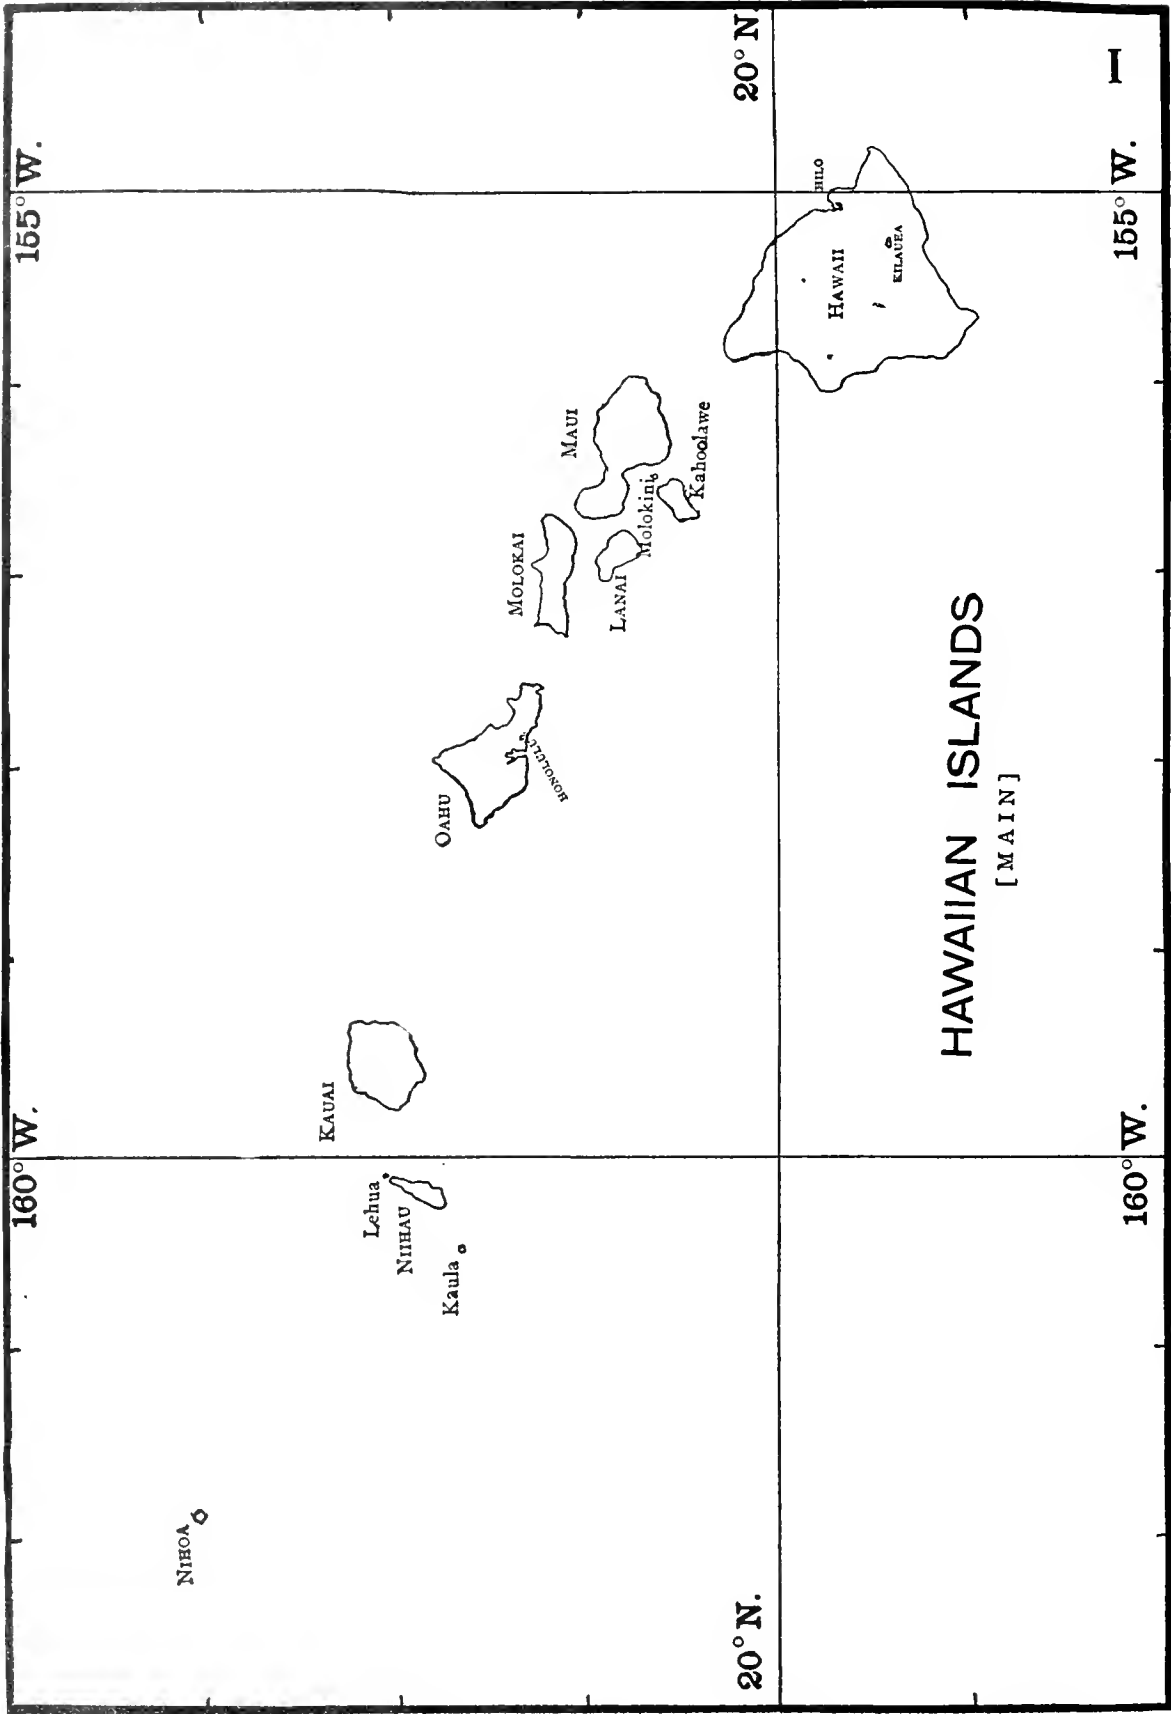 160° W.
155° W.
NIHOA
KAUAI
Lehua
NIIHAU
Kaula
OAHU
HONOLULU
MOLOKAI
MAUI
LANAI
Molokini
Kahoolawe
20° N.
20° N.
HILO
HAWAII
KILAUEA
HAWAIIAN ISLANDS
[MAIN]
160° W.
155° W.
I